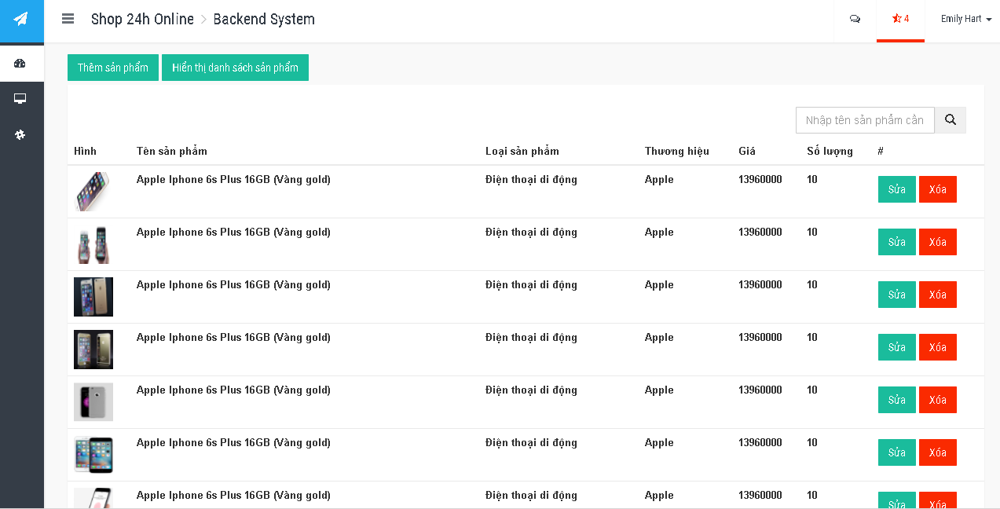 Shop 24h Online > Backend System 4 Emily Hart
Thêm sản phẩm Hiển thị danh sách sản phẩm
Nhập tên sản phẩm cần
Hình Tên sản phẩm Loại sản phẩm Thương hiệu Giá Số lượng #
Apple Iphone 6s Plus 16GB (Vàng gold) Điện thoại di động Apple 13960000 10 Sửa Xóa
Apple Iphone 6s Plus 16GB (Vàng gold) Điện thoại di động Apple 13960000 10 Sửa Xóa
Apple Iphone 6s Plus 16GB (Vàng gold) Điện thoại di động Apple 13960000 10 Sửa Xóa
Apple Iphone 6s Plus 16GB (Vàng gold) Điện thoại di động Apple 13960000 10 Sửa Xóa
Apple Iphone 6s Plus 16GB (Vàng gold) Điện thoại di động Apple 13960000 10 Sửa Xóa
Apple Iphone 6s Plus 16GB (Vàng gold) Điện thoại di động Apple 13960000 10 Sửa Xóa
Apple Iphone 6s Plus 16GB (Vàng gold) Điện thoại di động Apple 13960000 10 Sửa Xóa